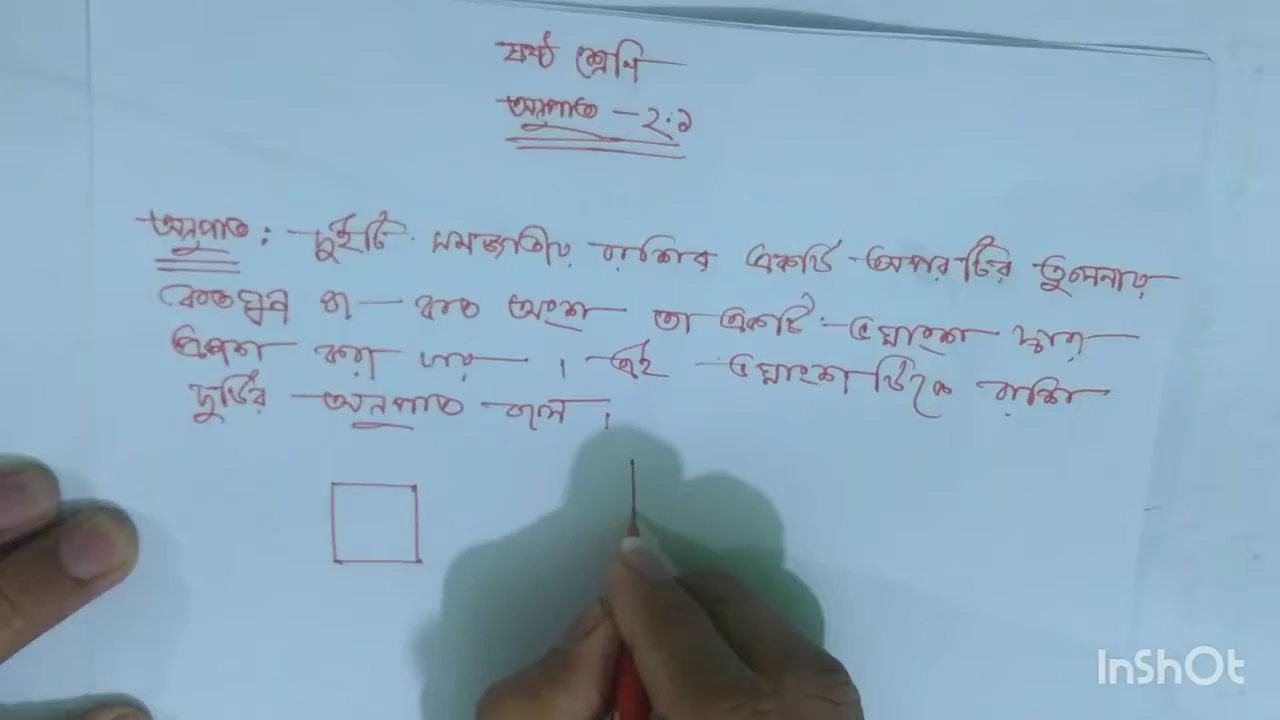 ষষ্ঠ শ্রেণি
অনুপাত - ২.১
অনুপাত : দুইটি সমজাতীয় রাশির একটি অপরটির তুলনায়
কতগুণ বা কত অংশ তা একটি ভগ্নাংশ দ্বারা
প্রকাশ করা যায় । এই ভগ্নাংশটিকে রাশি
দুটির অনুপাত বলে ।
InShOt